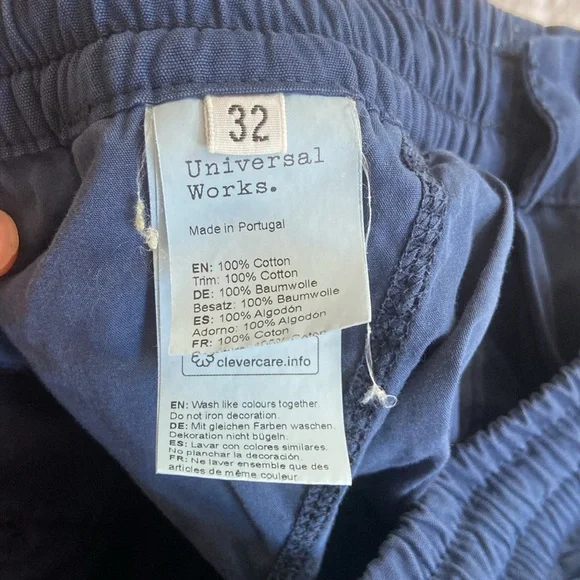 32
Universal
Works.
Made in Portugal
EN: 100% Cotton
Trim: 100% Cotton
DE: 100% Baumwolle
Besatz: 100% Baumwolle
ES: 100% Algodón
Adorno: 100% Algodón
FR: 100% Coton
clevercare.info
EN: Wash like colours together
Do not iron decoration.
DE: Mit gleichen Farben waschen.
Dekoration nicht bügeln.
ES: Lavar con colores similares.
No planchar la decoración.
FR: Ne laver ensemble que des
articles de même couleur.